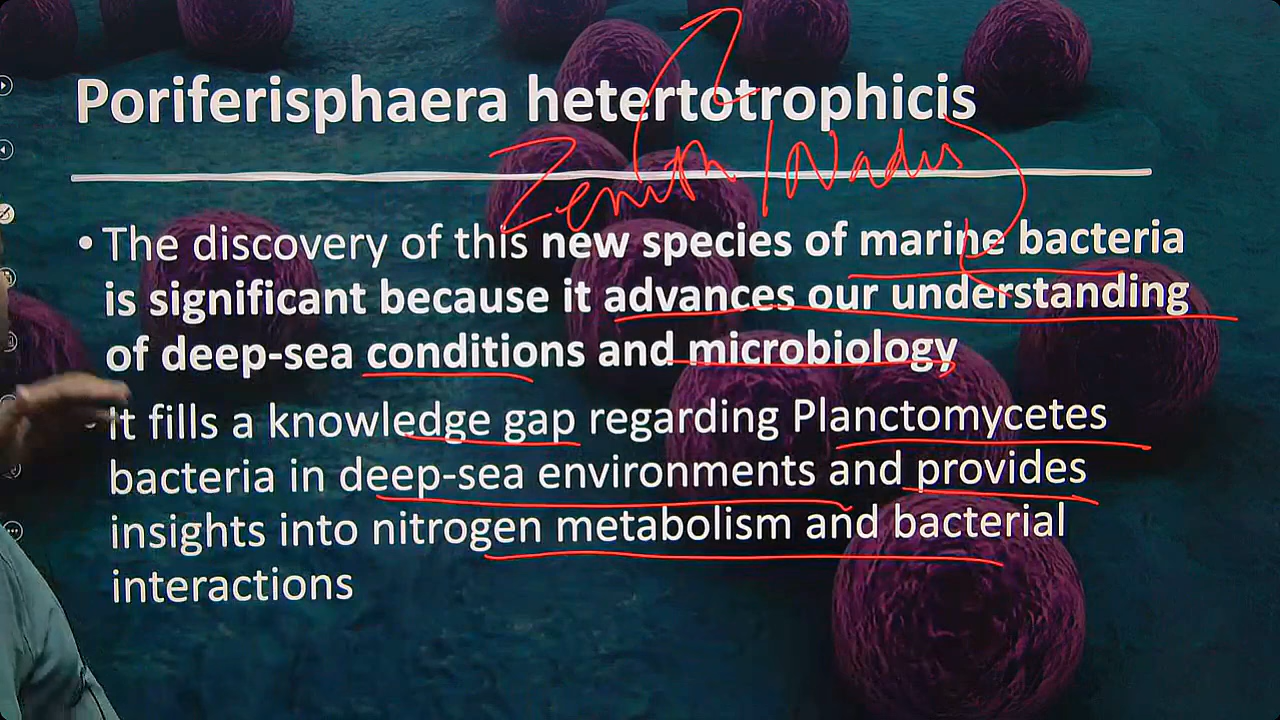 Poriferisphaera hetertotrophicis
Zenith / Nadir
• The discovery of this new species of marine bacteria
is significant because it advances our understanding
of deep-sea conditions and microbiology
It fills a knowledge gap regarding Planctomycetes
bacteria in deep-sea environments and provides
insights into nitrogen metabolism and bacterial
interactions